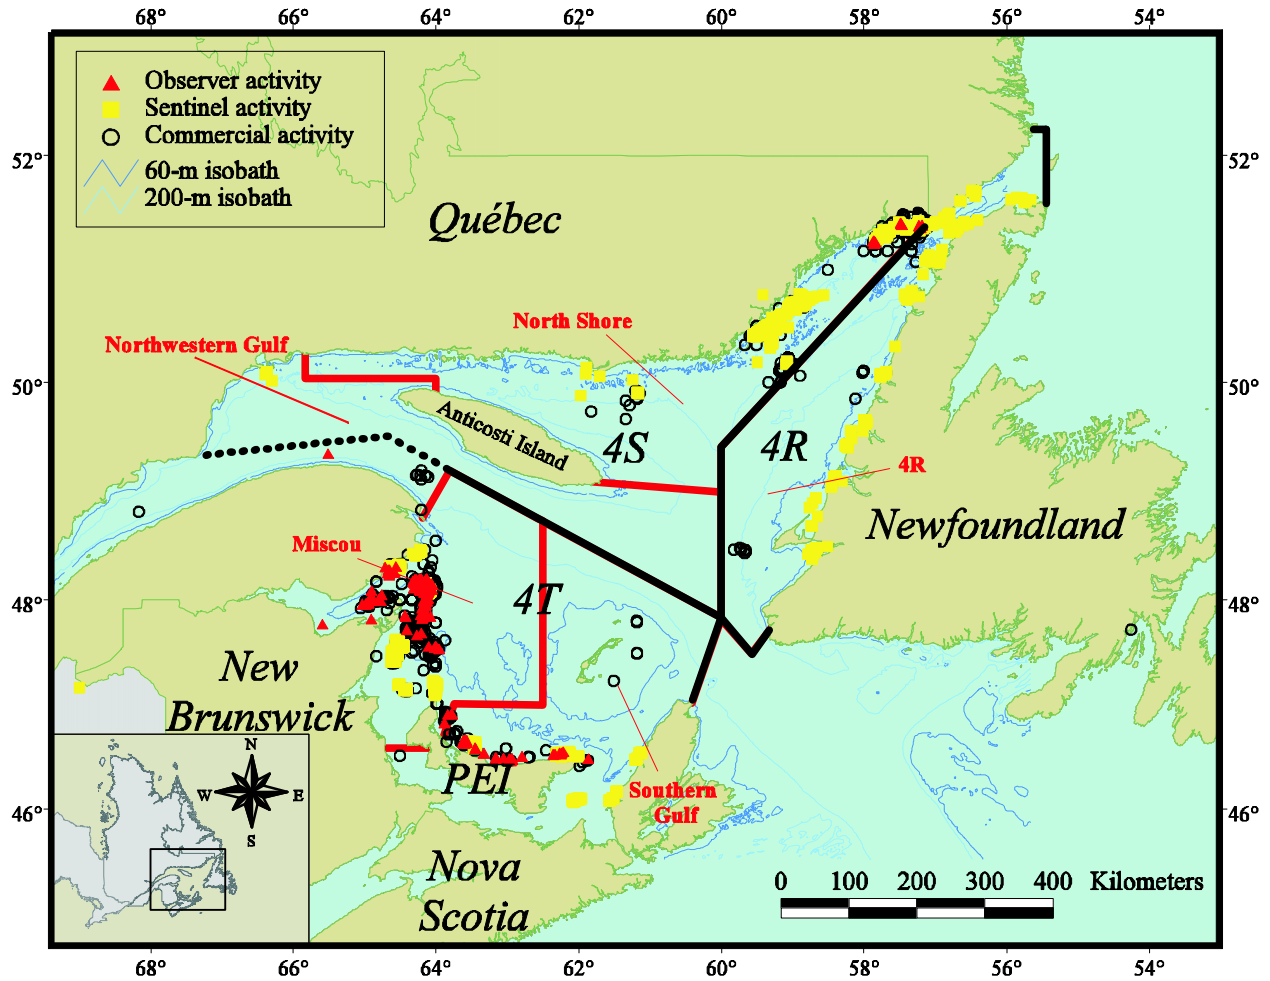 68° 66° 64° 62° 60° 58° 56° 54°
Observer activity
Sentinel activity
Commercial activity
60-m isobath
200-m isobath
52° 52°
Québec
North Shore
Northwestern Gulf
50° 50°
Anticosti Island
4S 4R
4R
Newfoundland
Miscou
4T
48° 48°
New
Brunswick
PEI
Southern
Gulf
N
W E
S
46° 46°
Nova
Scotia
0 100 200 300 400 Kilometers
68° 66° 64° 62° 60° 58° 56° 54°